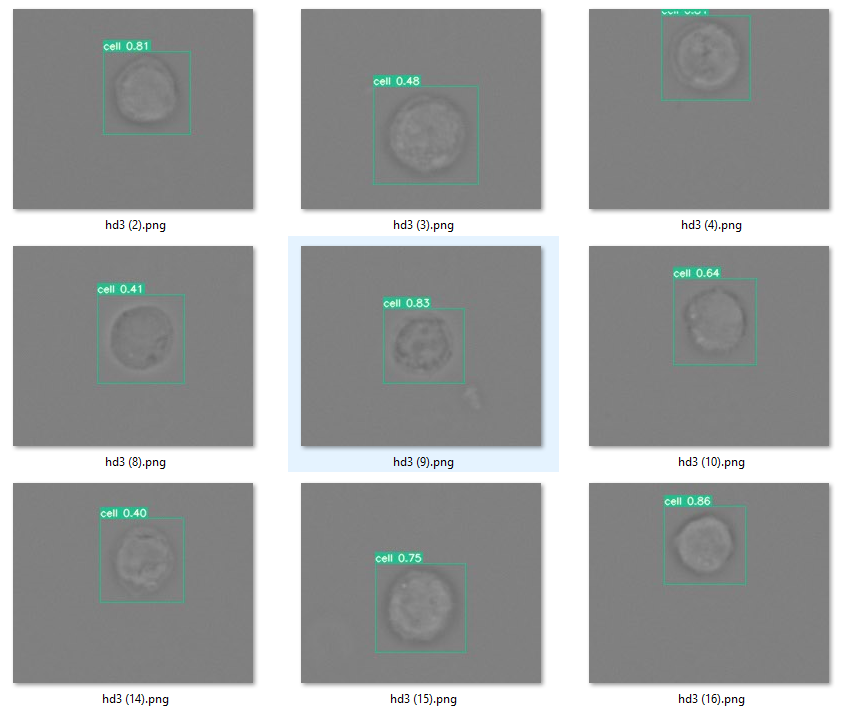 cell 0.81
cell 0.48
hd3 (2).png
hd3 (3).png
hd3 (4).png
cell 0.41
cell 0.83
cell 0.64
hd3 (8).png
hd3 (9).png
hd3 (10).png
cell 0.40
cell 0.75
cell 0.86
hd3 (14).png
hd3 (15).png
hd3 (16).png